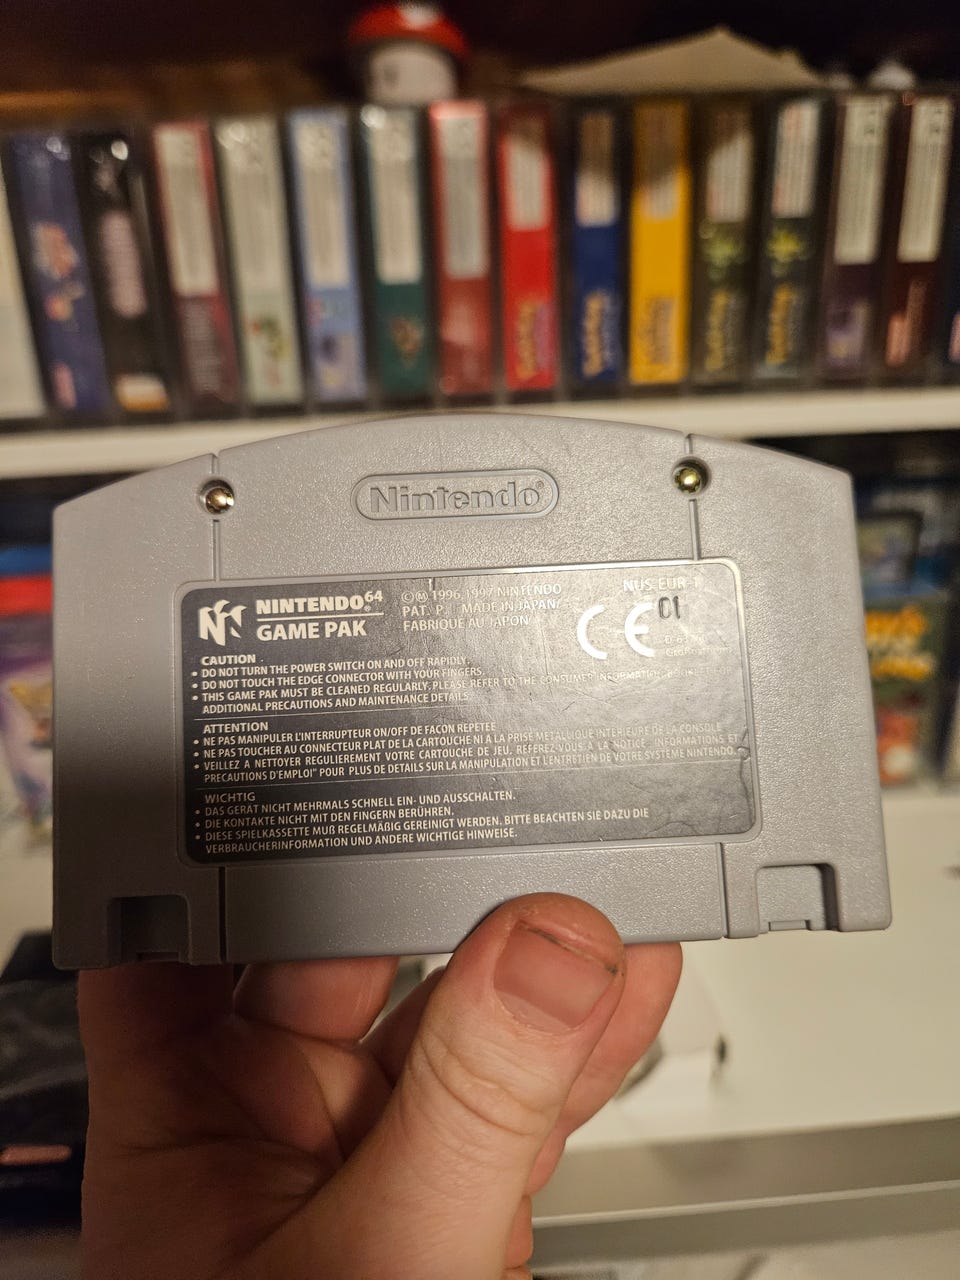 Nintendo®
NINTENDO64®
GAME PAK
©Ⓜ 1996, 1997 NINTENDO
PAT. P. MADE IN JAPAN
FABRIQUÉ AU JAPON
NUS-EUR-1
CE
01
CAUTION
• DO NOT TURN THE POWER SWITCH ON AND OFF RAPIDLY.
• DO NOT TOUCH THE EDGE CONNECTOR WITH YOUR FINGERS.
• THIS GAME PAK MUST BE CLEANED REGULARLY. PLEASE REFER TO THE CONSUMER INFORMATION
ADDITIONAL PRECAUTIONS AND MAINTENANCE DETAILS.
ATTENTION
• NE PAS MANIPULER L'INTERRUPTEUR ON/OFF DE FACON REPETEE
• NE PAS TOUCHER AU CONNECTEUR PLAT DE LA CARTOUCHE NI A LA PRISE METALLIQUE INTERIEURE DE LA CONSOLE
• VEILLEZ A NETTOYER REGULIEREMENT VOTRE CARTOUCHE DE JEU. REFEREZ-VOUS A LA NOTICE INFORMATIONS ET
PRECAUTIONS D'EMPLOI" POUR PLUS DE DETAILS SUR LA MANIPULATION ET L'ENTRETIEN DE VOTRE SYSTEME NINTENDO.
WICHTIG
• DAS GERÄT NICHT MEHRMALS SCHNELL EIN- UND AUSSCHALTEN.
• DIE KONTAKTE NICHT MIT DEN FINGERN BERÜHREN.
• DIESE SPIELKASSETTE MUß REGELMÄßIG GEREINIGT WERDEN. BITTE BEACHTEN SIE DAZU DIE
VERBRAUCHERINFORMATION UND ANDERE WICHTIGE HINWEISE.